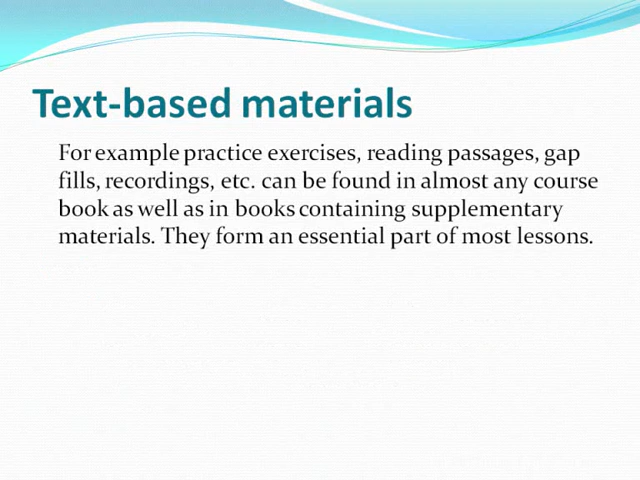 Text-based materials
For example practice exercises, reading passages, gap
fills, recordings, etc. can be found in almost any course
book as well as in books containing supplementary
materials. They form an essential part of most lessons.